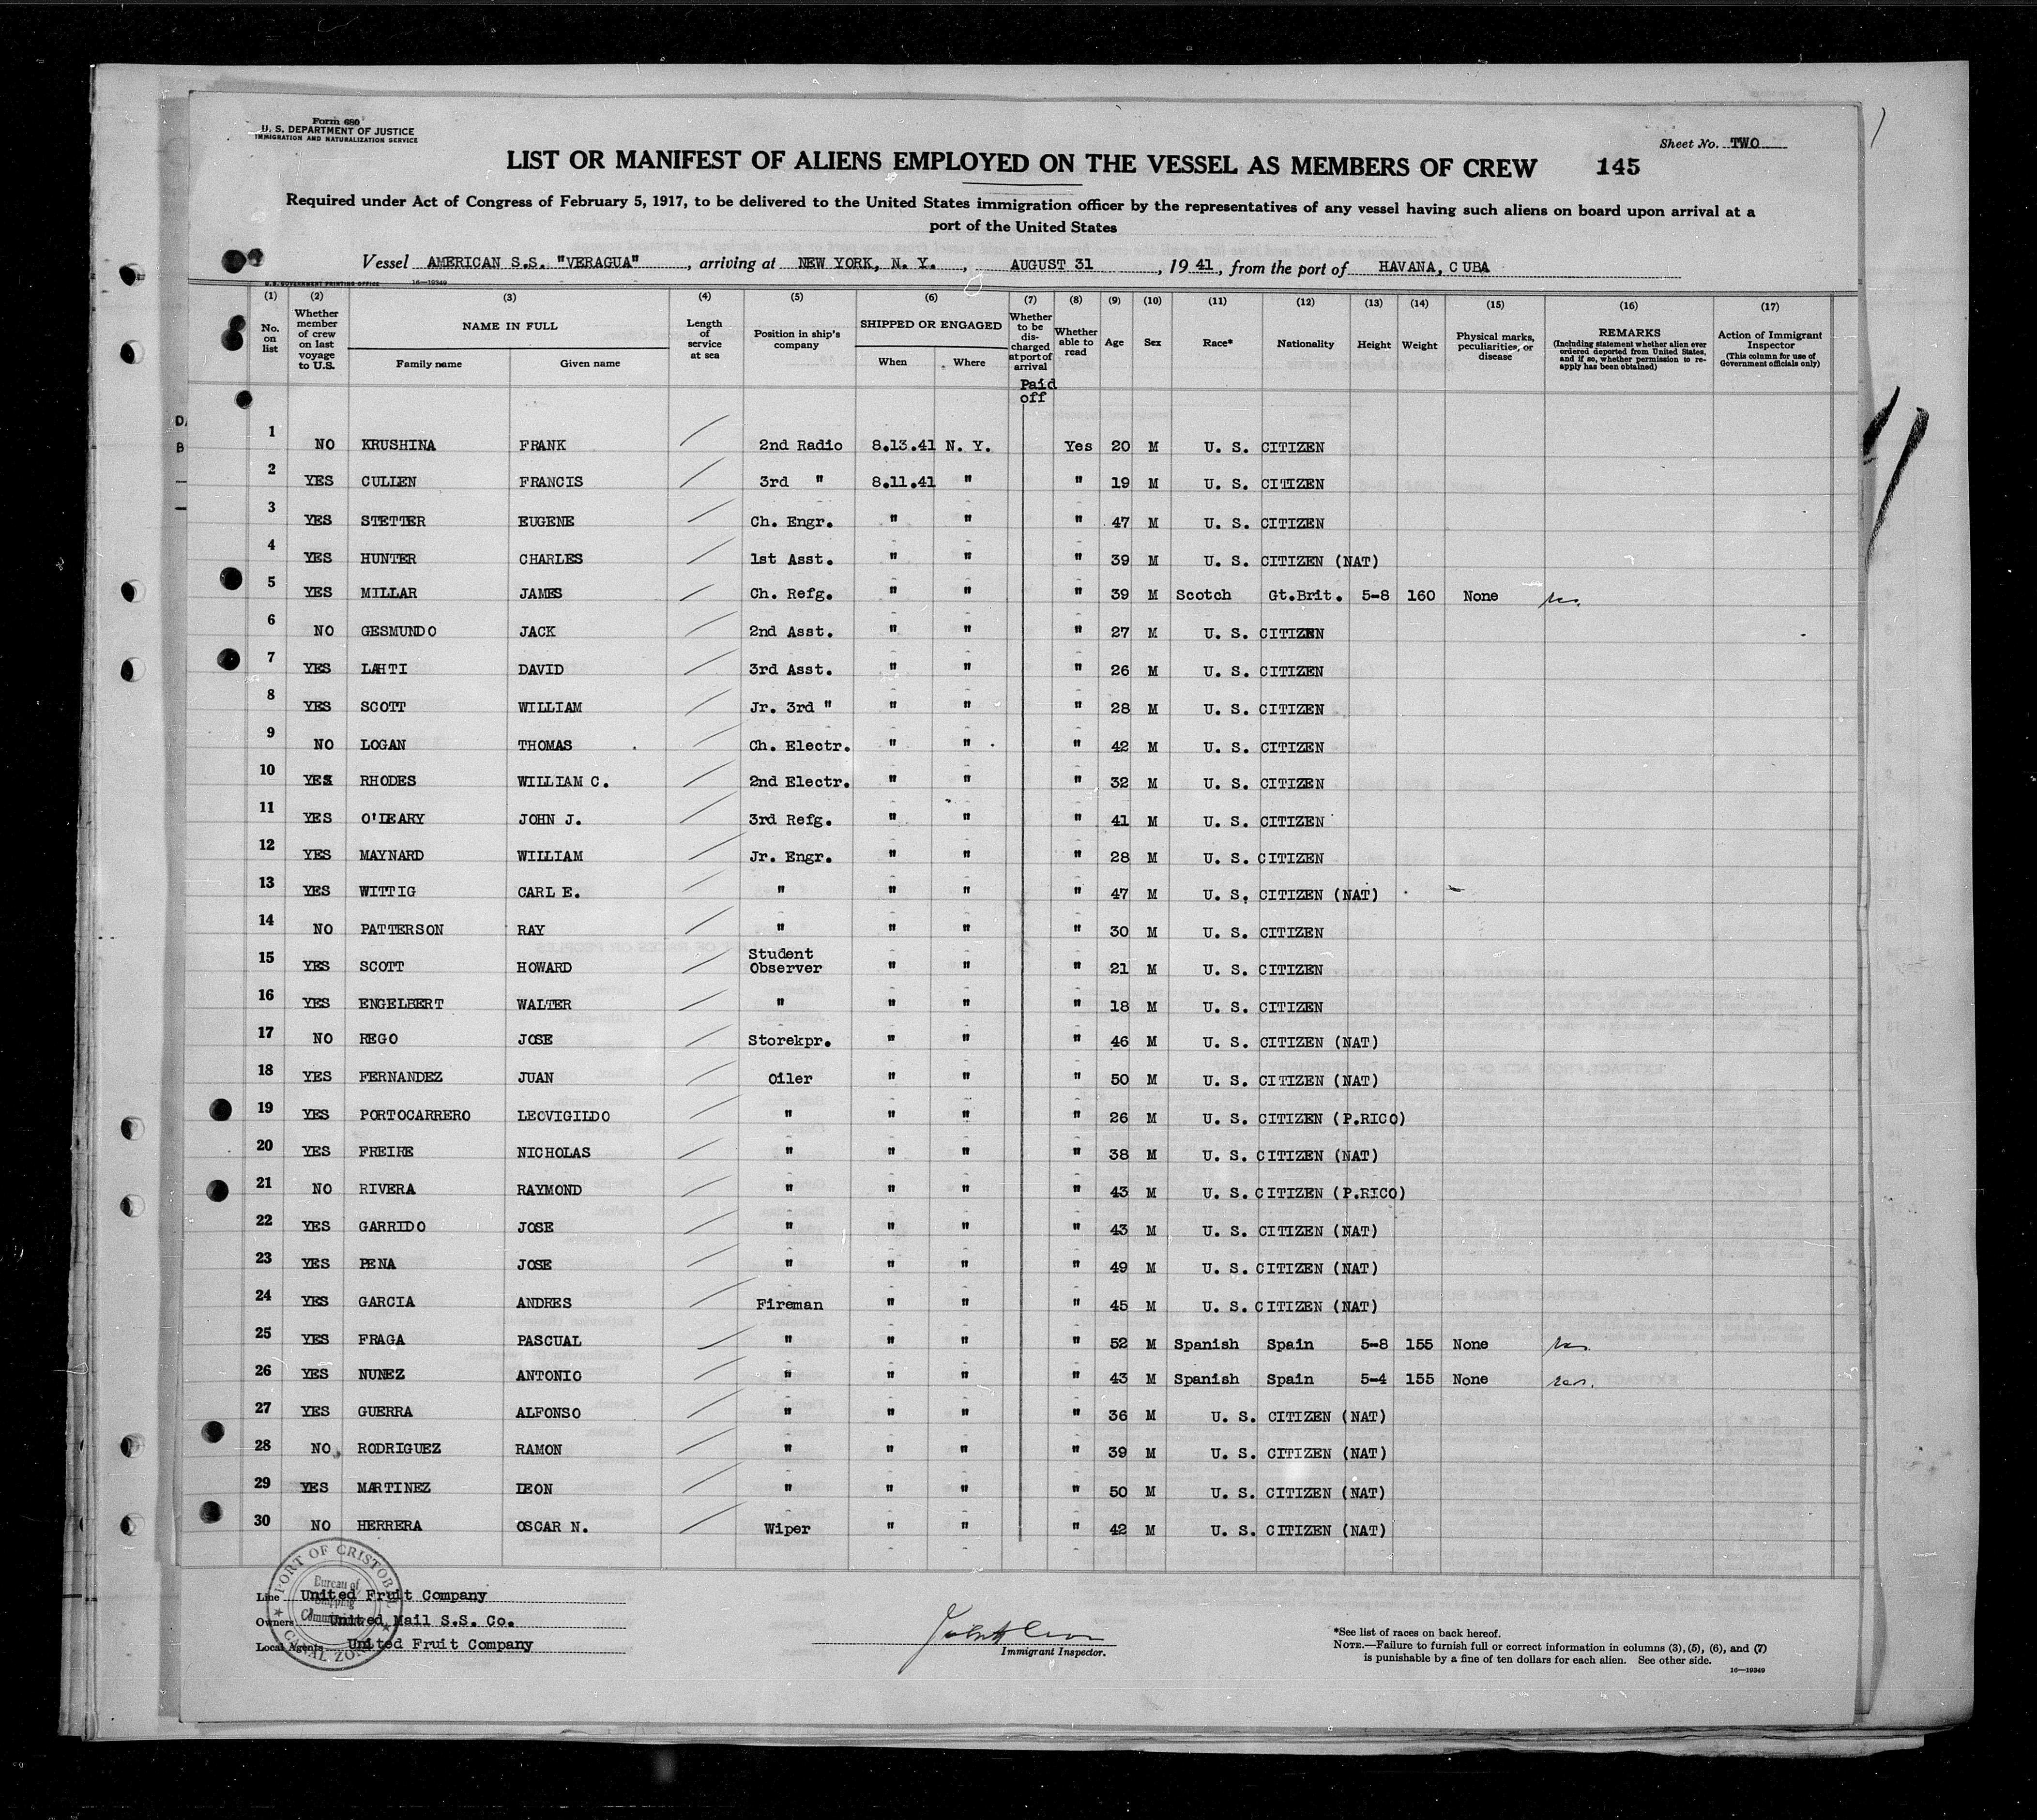 Form 680
U. S. DEPARTMENT OF JUSTICE
IMMIGRATION AND NATURALIZATION SERVICE
Sheet No. TWO
LIST OR MANIFEST OF ALIENS EMPLOYED ON THE VESSEL AS MEMBERS OF CREW 145
Required under Act of Congress of February 5, 1917, to be delivered to the United States immigration officer by the representatives of any vessel having such aliens on board upon arrival at a
port of the United States
Vessel AMERICAN S.S. "VERAGUA", arriving at NEW YORK, N. Y., AUGUST 31, 1941, from the port of HAVANA, CUBA
U.S. GOVERNMENT PRINTING OFFICE 16—19349
(1) (2) (3) (4) (5) (6) (7) (8) (9) (10) (11) (12) (13) (14) (15) (16) (17)
No. on list
Whether member of crew on last voyage to U.S.
NAME IN FULL
Family name
Given name
Length of service at sea
Position in ship's company
SHIPPED OR ENGAGED
When
Where
Whether to be discharged at port of arrival
Whether able to read
Age
Sex
Race*
Nationality
Height
Weight
Physical marks, peculiarities, or disease
REMARKS
(Including statement whether alien ever ordered deported from United States, and if so, whether permission to re-apply has been obtained)
Action of Immigrant Inspector
(This column for use of Government officials only)
Paid
off
1 NO KRUSHINA FRANK 2nd Radio 8.13.41 N. Y. Yes 20 M U. S. CITIZEN
2 YES CULLEN FRANCIS 3rd " 8.11.41 " " 19 M U. S. CITIZEN
3 YES STETTER EUGENE Ch. Engr. " " " 47 M U. S. CITIZEN
4 YES HUNTER CHARLES 1st Asst. " " " 39 M U. S. CITIZEN (NAT)
5 YES MILLAR JAMES Ch. Refg. " " " 39 M Scotch Gt.Brit. 5-8 160 None
6 NO GESMUNDO JACK 2nd Asst. " " " 27 M U. S. CITIZEN
7 YES LAHTI DAVID 3rd Asst. " " " 26 M U. S. CITIZEN
8 YES SCOTT WILLIAM Jr. 3rd " " " " 28 M U. S. CITIZEN
9 NO LOGAN THOMAS Ch. Electr. " " " 42 M U. S. CITIZEN
10 YES RHODES WILLIAM C. 2nd Electr. " " " 32 M U. S. CITIZEN
11 YES O'LEARY JOHN J. 3rd Refg. " " " 41 M U. S. CITIZEN
12 YES MAYNARD WILLIAM Jr. Engr. " " " 28 M U. S. CITIZEN
13 YES WITTIG CARL E. " " " " 47 M U. S. CITIZEN (NAT)
14 NO PATTERSON RAY " " " " 30 M U. S. CITIZEN
15 YES SCOTT HOWARD Student Observer " " " 21 M U. S. CITIZEN
16 YES ENGELBERT WALTER " " " " 18 M U. S. CITIZEN
17 NO REGO JOSE Storekpr. " " " 46 M U. S. CITIZEN (NAT)
18 YES FERNANDEZ JUAN Oiler " " " 50 M U. S. CITIZEN (NAT)
19 YES PORTOCARRERO LEOVIGILDO " " " " 26 M U. S. CITIZEN (P.RICO)
20 YES FREIRE NICHOLAS " " " " 38 M U. S. CITIZEN (NAT)
21 NO RIVERA RAYMOND " " " " 43 M U. S. CITIZEN (P.RICO)
22 YES GARRIDO JOSE " " " " 43 M U. S. CITIZEN (NAT)
23 YES PENA JOSE " " " " 49 M U. S. CITIZEN (NAT)
24 YES GARCIA ANDRES Fireman " " " 45 M U. S. CITIZEN (NAT)
25 YES FRAGA PASCUAL " " " " 52 M Spanish Spain 5-8 155 None
26 YES NUNEZ ANTONIO " " " " 43 M Spanish Spain 5-4 155 None
27 YES GUERRA ALFONSO " " " " 36 M U. S. CITIZEN (NAT)
28 NO RODRIGUEZ RAMON " " " " 39 M U. S. CITIZEN (NAT)
29 YES MARTINEZ LEON " " " " 50 M U. S. CITIZEN (NAT)
30 NO HERRERA OSCAR N. Wiper " " " 42 M U. S. CITIZEN (NAT)
PORT OF CRISTOBAL
Bureau of
Shipping
CANAL ZONE
Line United Fruit Company
Owners United Mail S.S. Co.
Local Agents United Fruit Company
Immigrant Inspector.
*See list of races on back hereof.
NOTE.—Failure to furnish full or correct information in columns (3), (5), (6), and (7)
is punishable by a fine of ten dollars for each alien. See other side.
16—19349